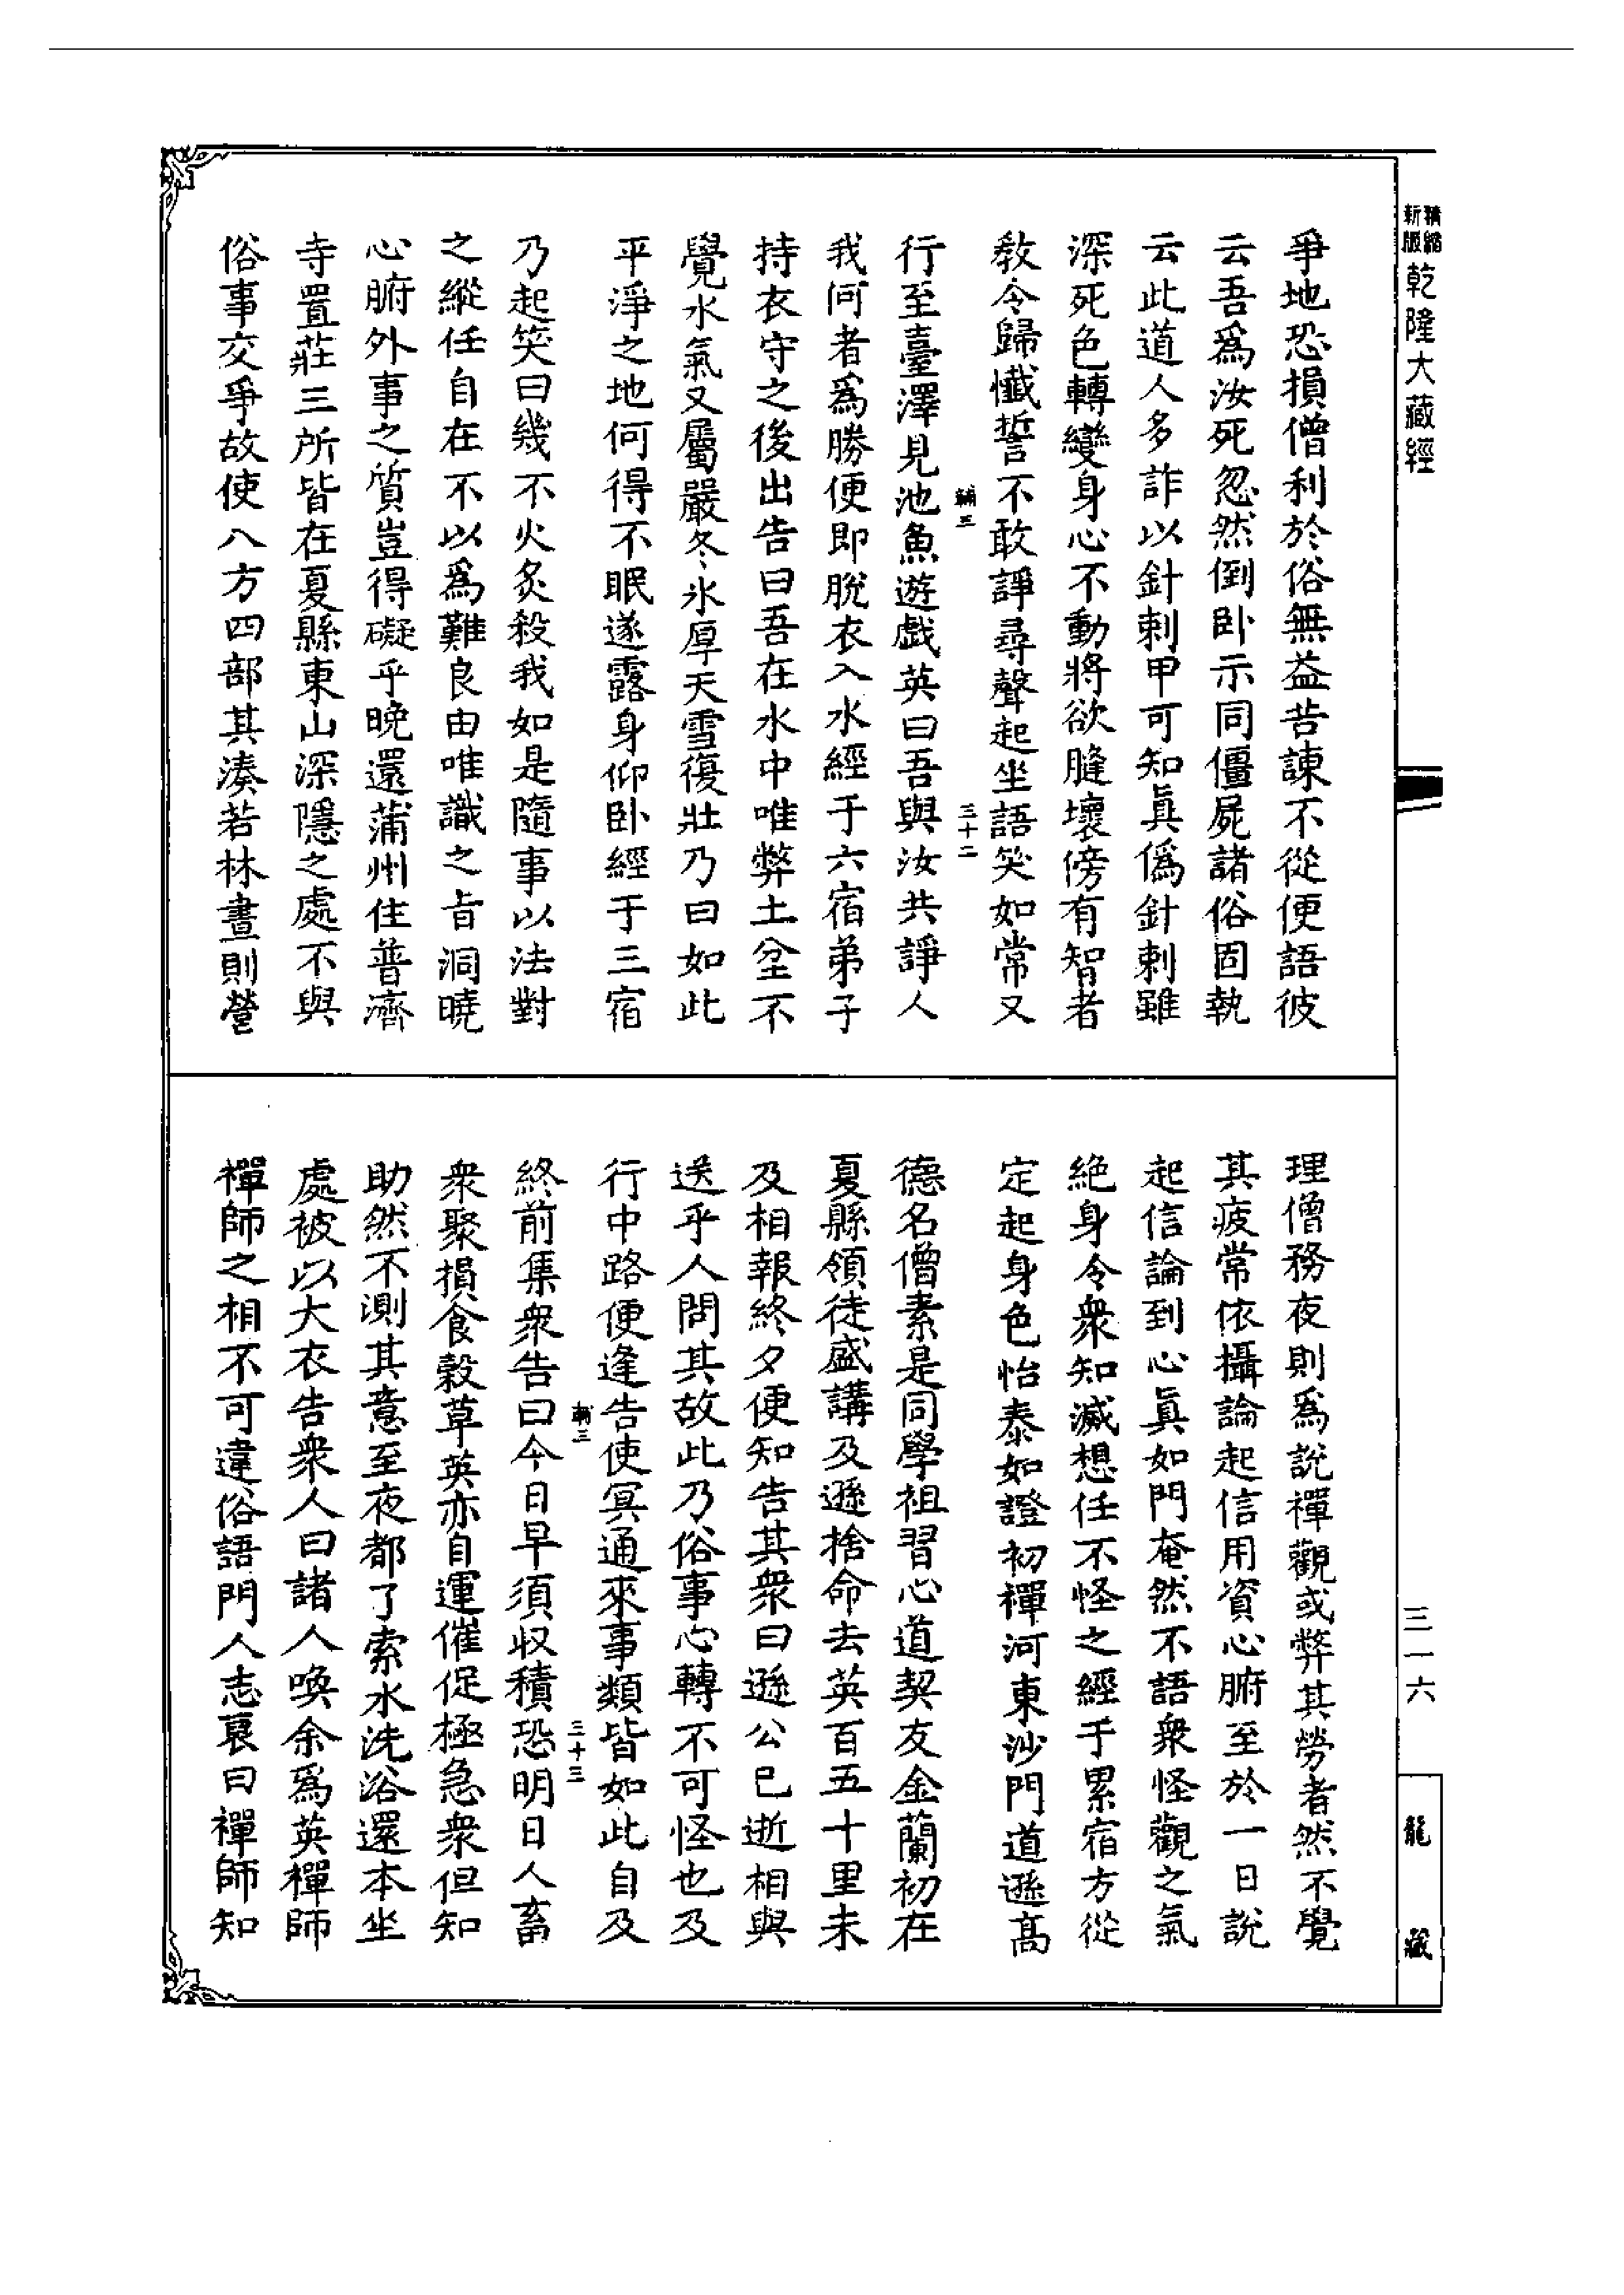 精縮
新版
乾隆大藏經
爭地恐損僧利於俗無益苦諫不從便語彼
云吾爲汝死忽然倒卧示同僵屍諸俗固執
云此道人多詐以針刺甲可知眞僞針刺雖
深死色轉變身心不動將欲膖壞傍有智者
教令歸懺誓不敢諍尋聲起坐語笑如常又
輔三
三十二
行至臺澤見池魚遊戲英曰吾與汝共諍人
我何者爲勝便即脫衣入水經于六宿弟子
持衣守之後出告曰吾在水中唯弊土坌不
覺水氣又屬嚴冬氷厚天雪復壯乃曰如此
平淨之地何得不眠遂露身仰卧經于三宿
乃起笑曰幾不火炙殺我如是隨事以法對
之縱任自在不以爲難良由唯識之旨洞曉
心腑外事之質豈得礙乎晚還蒲州住普濟
寺置莊三所皆在夏縣東山深隱之處不與
俗事交爭故使八方四部其湊若林晝則營
理僧務夜則爲說禪觀或弊其勞者然不覺
其疲常依攝論起信用資心腑至於一日說
起信論到心眞如門奄然不語衆怪觀之氣
絕身令衆知滅想任不怪之經于累宿方從
定起身色怡泰如證初禪河東沙門道遜高
德名僧素是同學祖習心道契友金蘭初在
夏縣領徒盛講及遜捨命去英百五十里未
及相報終夕便知告其衆曰遜公已逝相與
送乎人問其故此乃俗事心轉不可怪也及
行中路便逢告使冥通來事類皆如此自及
輔三
三十三
終前集衆告曰今日早須收積恐明日人畜
衆聚損食穀草英亦自運催促極急衆但知
助然不測其意至夜都了索水洗浴還本坐
處被以大衣告衆人曰諸人喚余爲英禪師
禪師之相不可違俗語門人志褒曰禪師知
三一六
龍藏